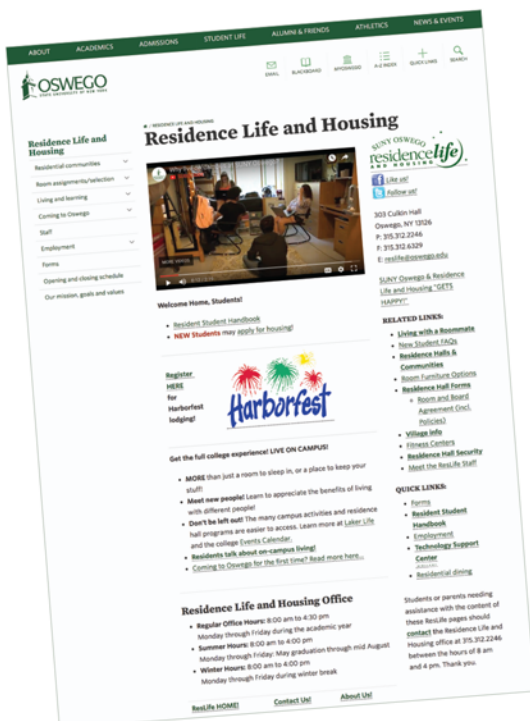 ABOUT ACADEMICS ADMISSIONS STUDENT LIFE ALUMNI & FRIENDS ATHLETICS NEWS & EVENTS
EMAIL BLACKBOARD MYOSWEGO A-Z INDEX QUICK LINKS SEARCH
OSWEGO
STATE UNIVERSITY OF NEW YORK
/ RESIDENCE LIFE AND HOUSING
Residence Life and Housing
Residence Life and
Housing
Residential communities
Room assignments/selection
Living and learning
Coming to Oswego
Staff
Employment
Forms
Opening and closing schedule
Our mission, goals and values
MORE VIDEOS
Welcome Home, Students!
• Resident Student Handbook
• NEW Students may apply for housing!
Register
HERE
for
Harborfest
lodging!
Harborfest
Get the full college experience! LIVE ON CAMPUS!
• MORE than just a room to sleep in, or a place to keep your
stuff!
• Meet new people! Learn to appreciate the benefits of living
with different people!
• Don't be left out! The many campus activities and residence
hall programs are easier to access. Learn more at Laker Life
and the college Events Calendar.
• Residents talk about on-campus living!
• Coming to Oswego for the first time? Read more here...
Residence Life and Housing Office
• Regular Office Hours: 8:00 am to 4:30 pm
Monday through Friday during the academic year
• Summer Hours: 8:00 am to 4:00 pm
Monday through Friday: May graduation through mid August
• Winter Hours: 8:00 am to 4:00 pm
Monday through Friday during winter break
ResLife HOME! Contact Us! About Us!
SUNY OSWEGO
residencelife
AND HOUSING
Like us!
Follow us!
303 Culkin Hall
Oswego, NY 13126
P: 315.312.2246
F: 315.312.6329
E: reslife@oswego.edu
SUNY Oswego & Residence
Life and Housing "GETS
HAPPY!"
RELATED LINKS:
• Living with a Roommate
• New Student FAQs
• Residence Halls &
Communities
• Room Furniture Options
• Residence Hall Forms
Room and Board
Agreement (incl.
Policies)
• Village info
• Fitness Centers
• Residence Hall Security
• Meet the ResLife Staff
QUICK LINKS:
• Forms
• Resident Student
Handbook
• Employment
• Technology Support
Center
• Residential dining
Students or parents needing
assistance with the content of
these ResLife pages should
contact the Residence Life and
Housing office at 315.312.2246
between the hours of 8 am
and 4 pm. Thank you.